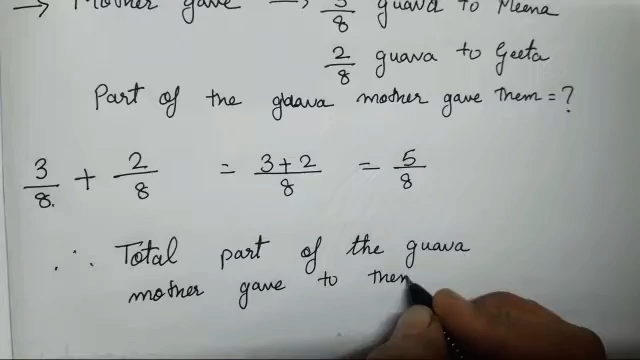 → Mother gave → 3/8 guava to Meena
2/8 guava to Geeta
Part of the guava mother gave them = ?
3/8 + 2/8 = 3+2/8 = 5/8
∴ Total part of the guava
mother gave to them